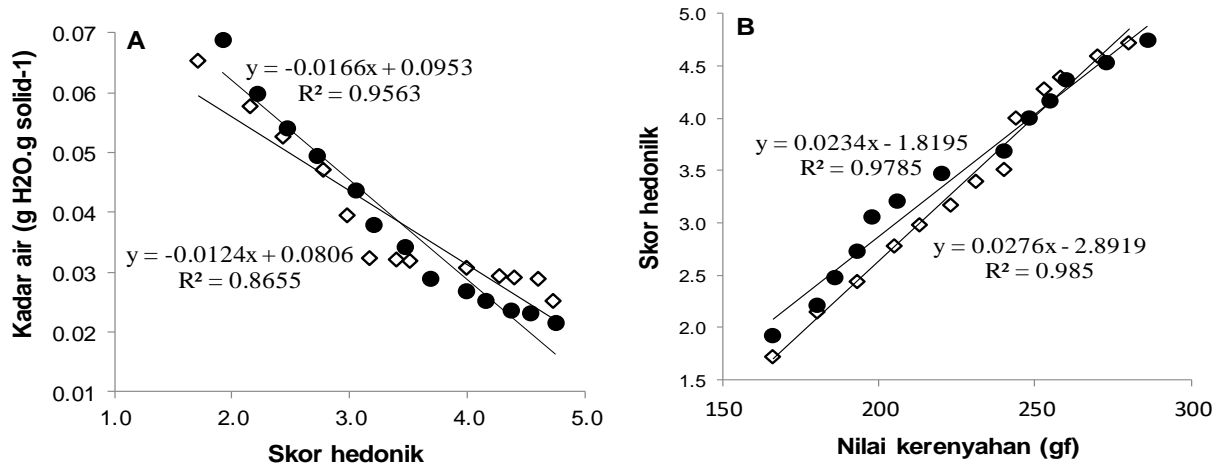 A
Kadar air (g H2O.g solid-1)
0.07
0.06
0.05
0.04
0.03
0.02
0.01
y = -0.0166x + 0.0953
R² = 0.9563
y = -0.0124x + 0.0806
R² = 0.8655
1.0 2.0 3.0 4.0 5.0
Skor hedonik
B
Skor hedonilk
5.0
4.5
4.0
3.5
3.0
2.5
2.0
1.5
y = 0.0234x - 1.8195
R² = 0.9785
y = 0.0276x - 2.8919
R² = 0.985
150 200 250 300
Nilai kerenyahan (gf)